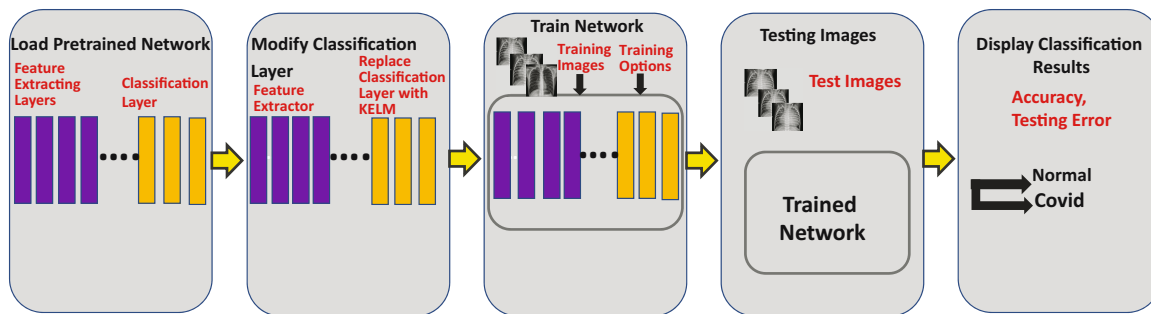 Load Pretrained Network
Feature
Extracting
Layers
Classification
Layer
Modify Classification
Layer
Feature
Extractor
Replace
Classification
Layer with
KELM
Train Network
Training
Images
Training
Options
Testing Images
Test Images
Trained
Network
Display Classification
Results
Accuracy,
Testing Error
Normal
Covid